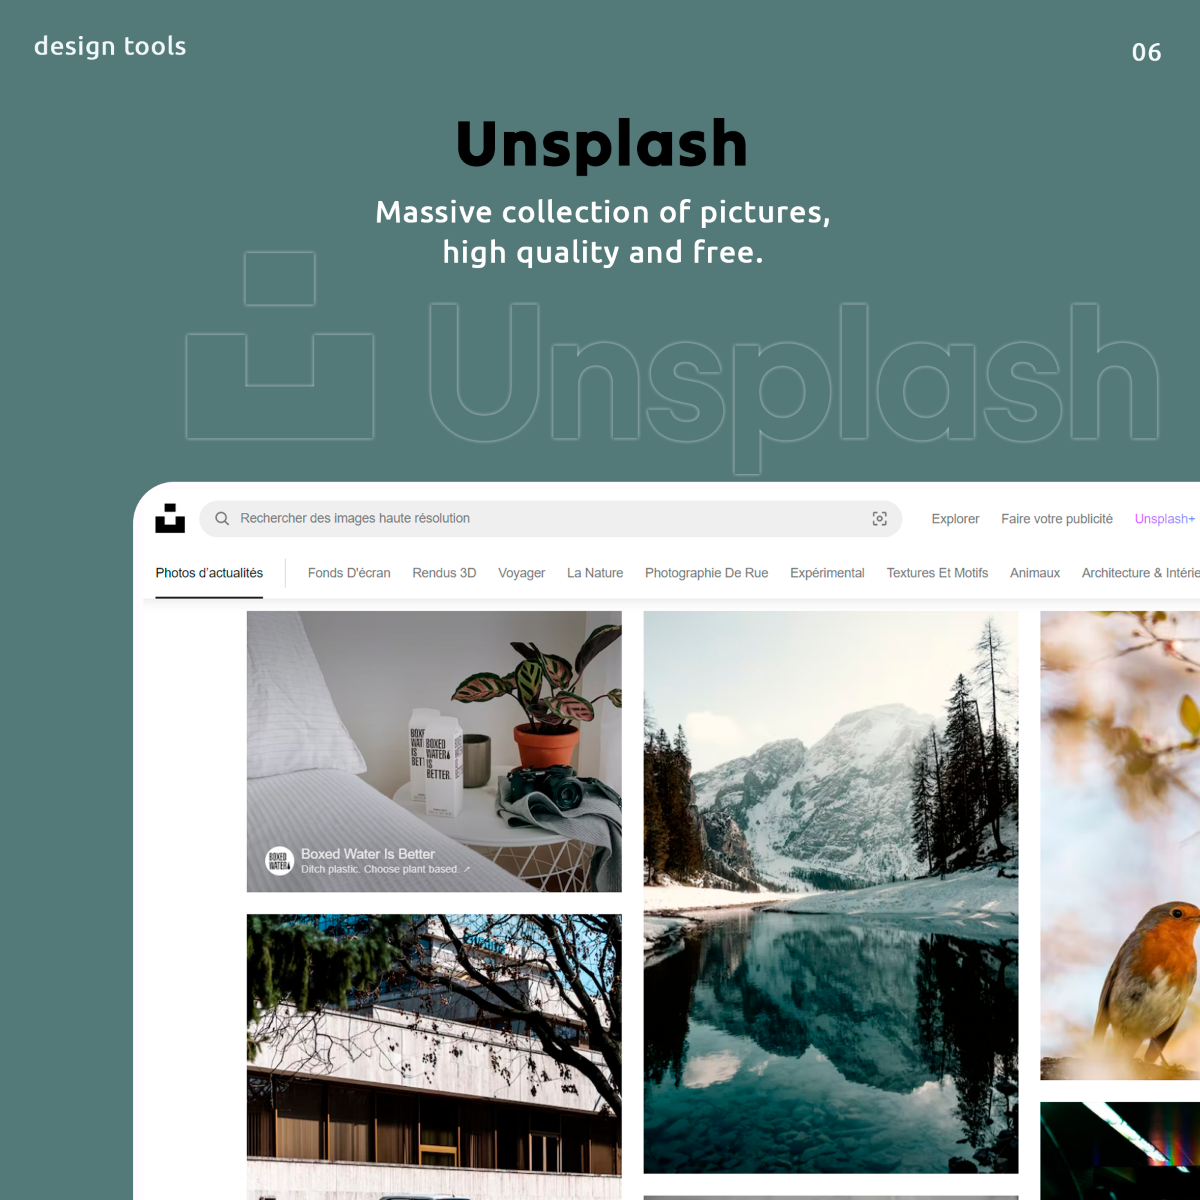 design tools
06
Unsplash
Massive collection of pictures,
high quality and free.
Unsplash
Rechercher des images haute résolution
Explorer
Faire votre publicité
Unsplash+
Photos d’actualités
Fonds D'écran
Rendus 3D
Voyager
La Nature
Photographie De Rue
Expérimental
Textures Et Motifs
Animaux
Architecture & Intérie
BOXED
WATER
IS
BETTER.
BOXED
WATER
Boxed Water Is Better
Ditch plastic. Choose plant based. ↗